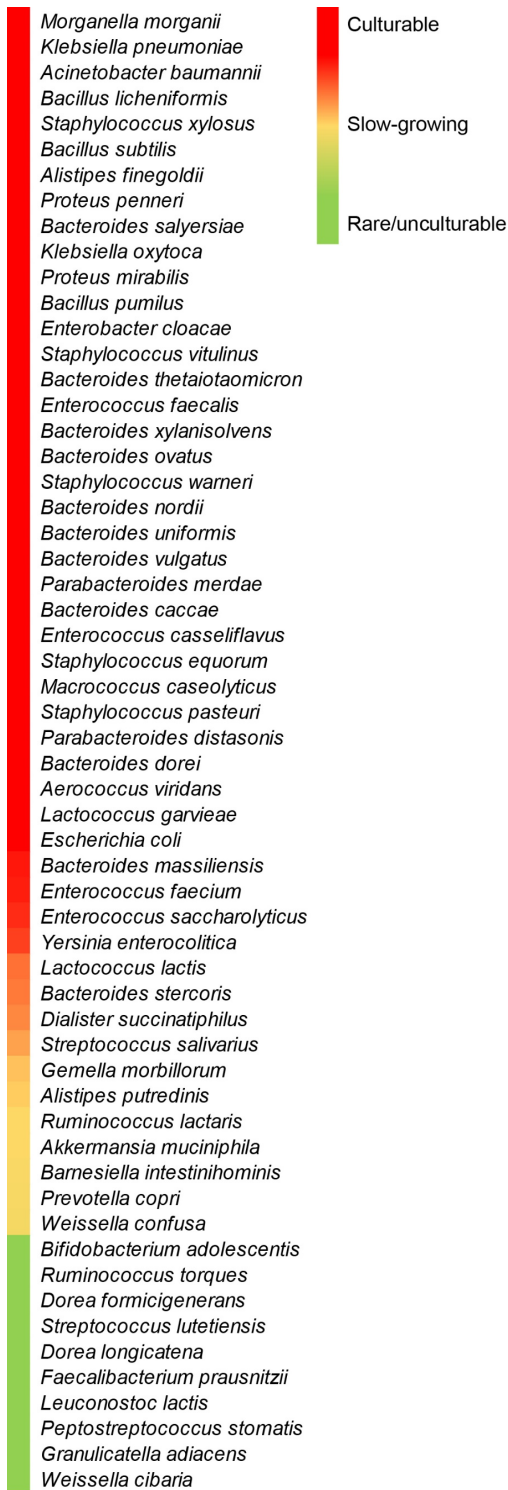 Morganella morganii
Klebsiella pneumoniae
Acinetobacter baumannii
Bacillus licheniformis
Staphylococcus xylosus
Bacillus subtilis
Alistipes finegoldii
Proteus penneri
Bacteroides salyersiae
Klebsiella oxytoca
Proteus mirabilis
Bacillus pumilus
Enterobacter cloacae
Staphylococcus vitulinus
Bacteroides thetaiotaomicron
Enterococcus faecalis
Bacteroides xylanisolvens
Bacteroides ovatus
Staphylococcus warneri
Bacteroides nordii
Bacteroides uniformis
Bacteroides vulgatus
Parabacteroides merdae
Bacteroides caccae
Enterococcus casseliflavus
Staphylococcus equorum
Macrococcus caseolyticus
Staphylococcus pasteuri
Parabacteroides distasonis
Bacteroides dorei
Aerococcus viridans
Lactococcus garvieae
Escherichia coli
Bacteroides massiliensis
Enterococcus faecium
Enterococcus saccharolyticus
Yersinia enterocolitica
Lactococcus lactis
Bacteroides stercoris
Dialister succinatiphilus
Streptococcus salivarius
Gemella morbillorum
Alistipes putredinis
Ruminococcus lactaris
Akkermansia muciniphila
Barnesiella intestinihominis
Prevotella copri
Weissella confusa
Bifidobacterium adolescentis
Ruminococcus torques
Dorea formicigenerans
Streptococcus lutetiensis
Dorea longicatena
Faecalibacterium prausnitzii
Leuconostoc lactis
Peptostreptococcus stomatis
Granulicatella adiacens
Weissella cibaria
Culturable
Slow-growing
Rare/unculturable